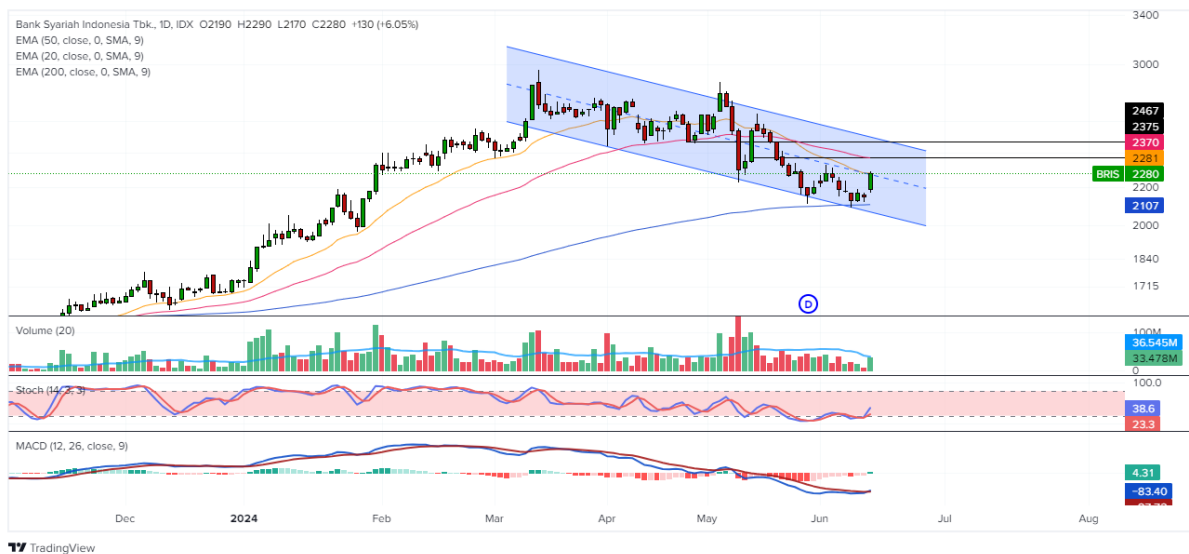 Bank Syariah Indonesia Tbk., 1D, IDX O2190 H2290 L2170 C2280 +130 (+6.05%)
EMA (50, close, 0, SMA, 9)
EMA (20, close, 0, SMA, 9)
EMA (200, close, 0, SMA, 9)
3400
3000
2467
2375
2370
2281
BRIS 2280
2200
2107
2000
1840
1715
D
Volume (20)
100M
36.545M
33.478M
0
Stoch (14, 3, 3)
100.0
38.6
23.3
MACD (12, 26, close, 9)
4.31
−83.40
Dec 2024 Feb Mar Apr May Jun Jul Aug
TradingView